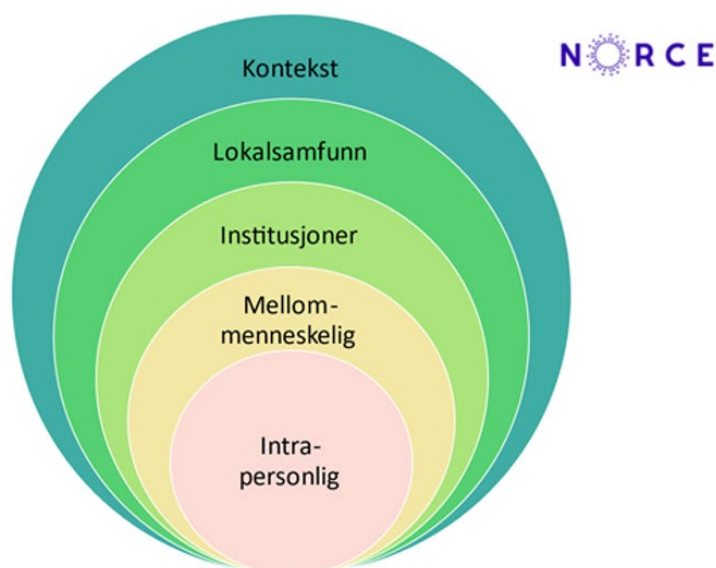 NORCE
Kontekst
Lokalsamfunn
Institusjoner
Mellom-
menneskelig
Intra-
personlig